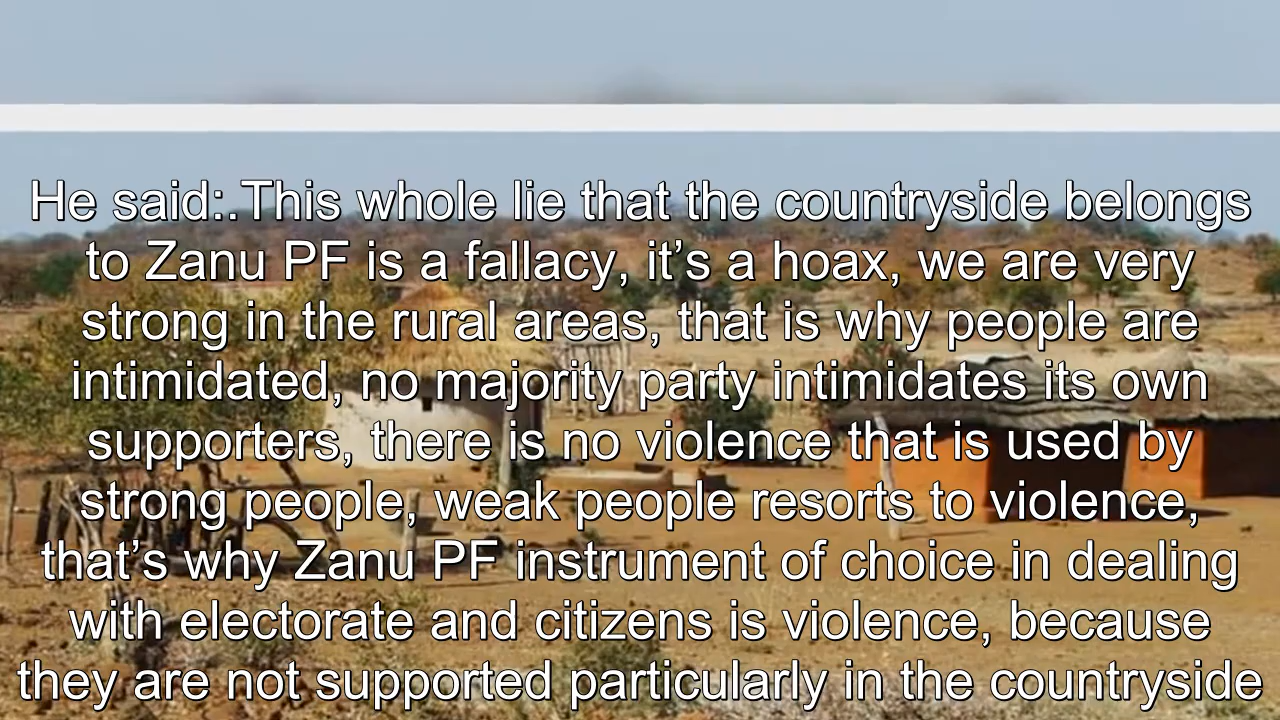 He said:.This whole lie that the countryside belongs
to Zanu PF is a fallacy, it’s a hoax, we are very
strong in the rural areas, that is why people are
intimidated, no majority party intimidates its own
supporters, there is no violence that is used by
strong people, weak people resorts to violence,
that’s why Zanu PF instrument of choice in dealing
with electorate and citizens is violence, because
they are not supported particularly in the countryside